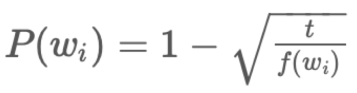 P(w_i) = 1 - \sqrt{\frac{t}{f(w_i)}}